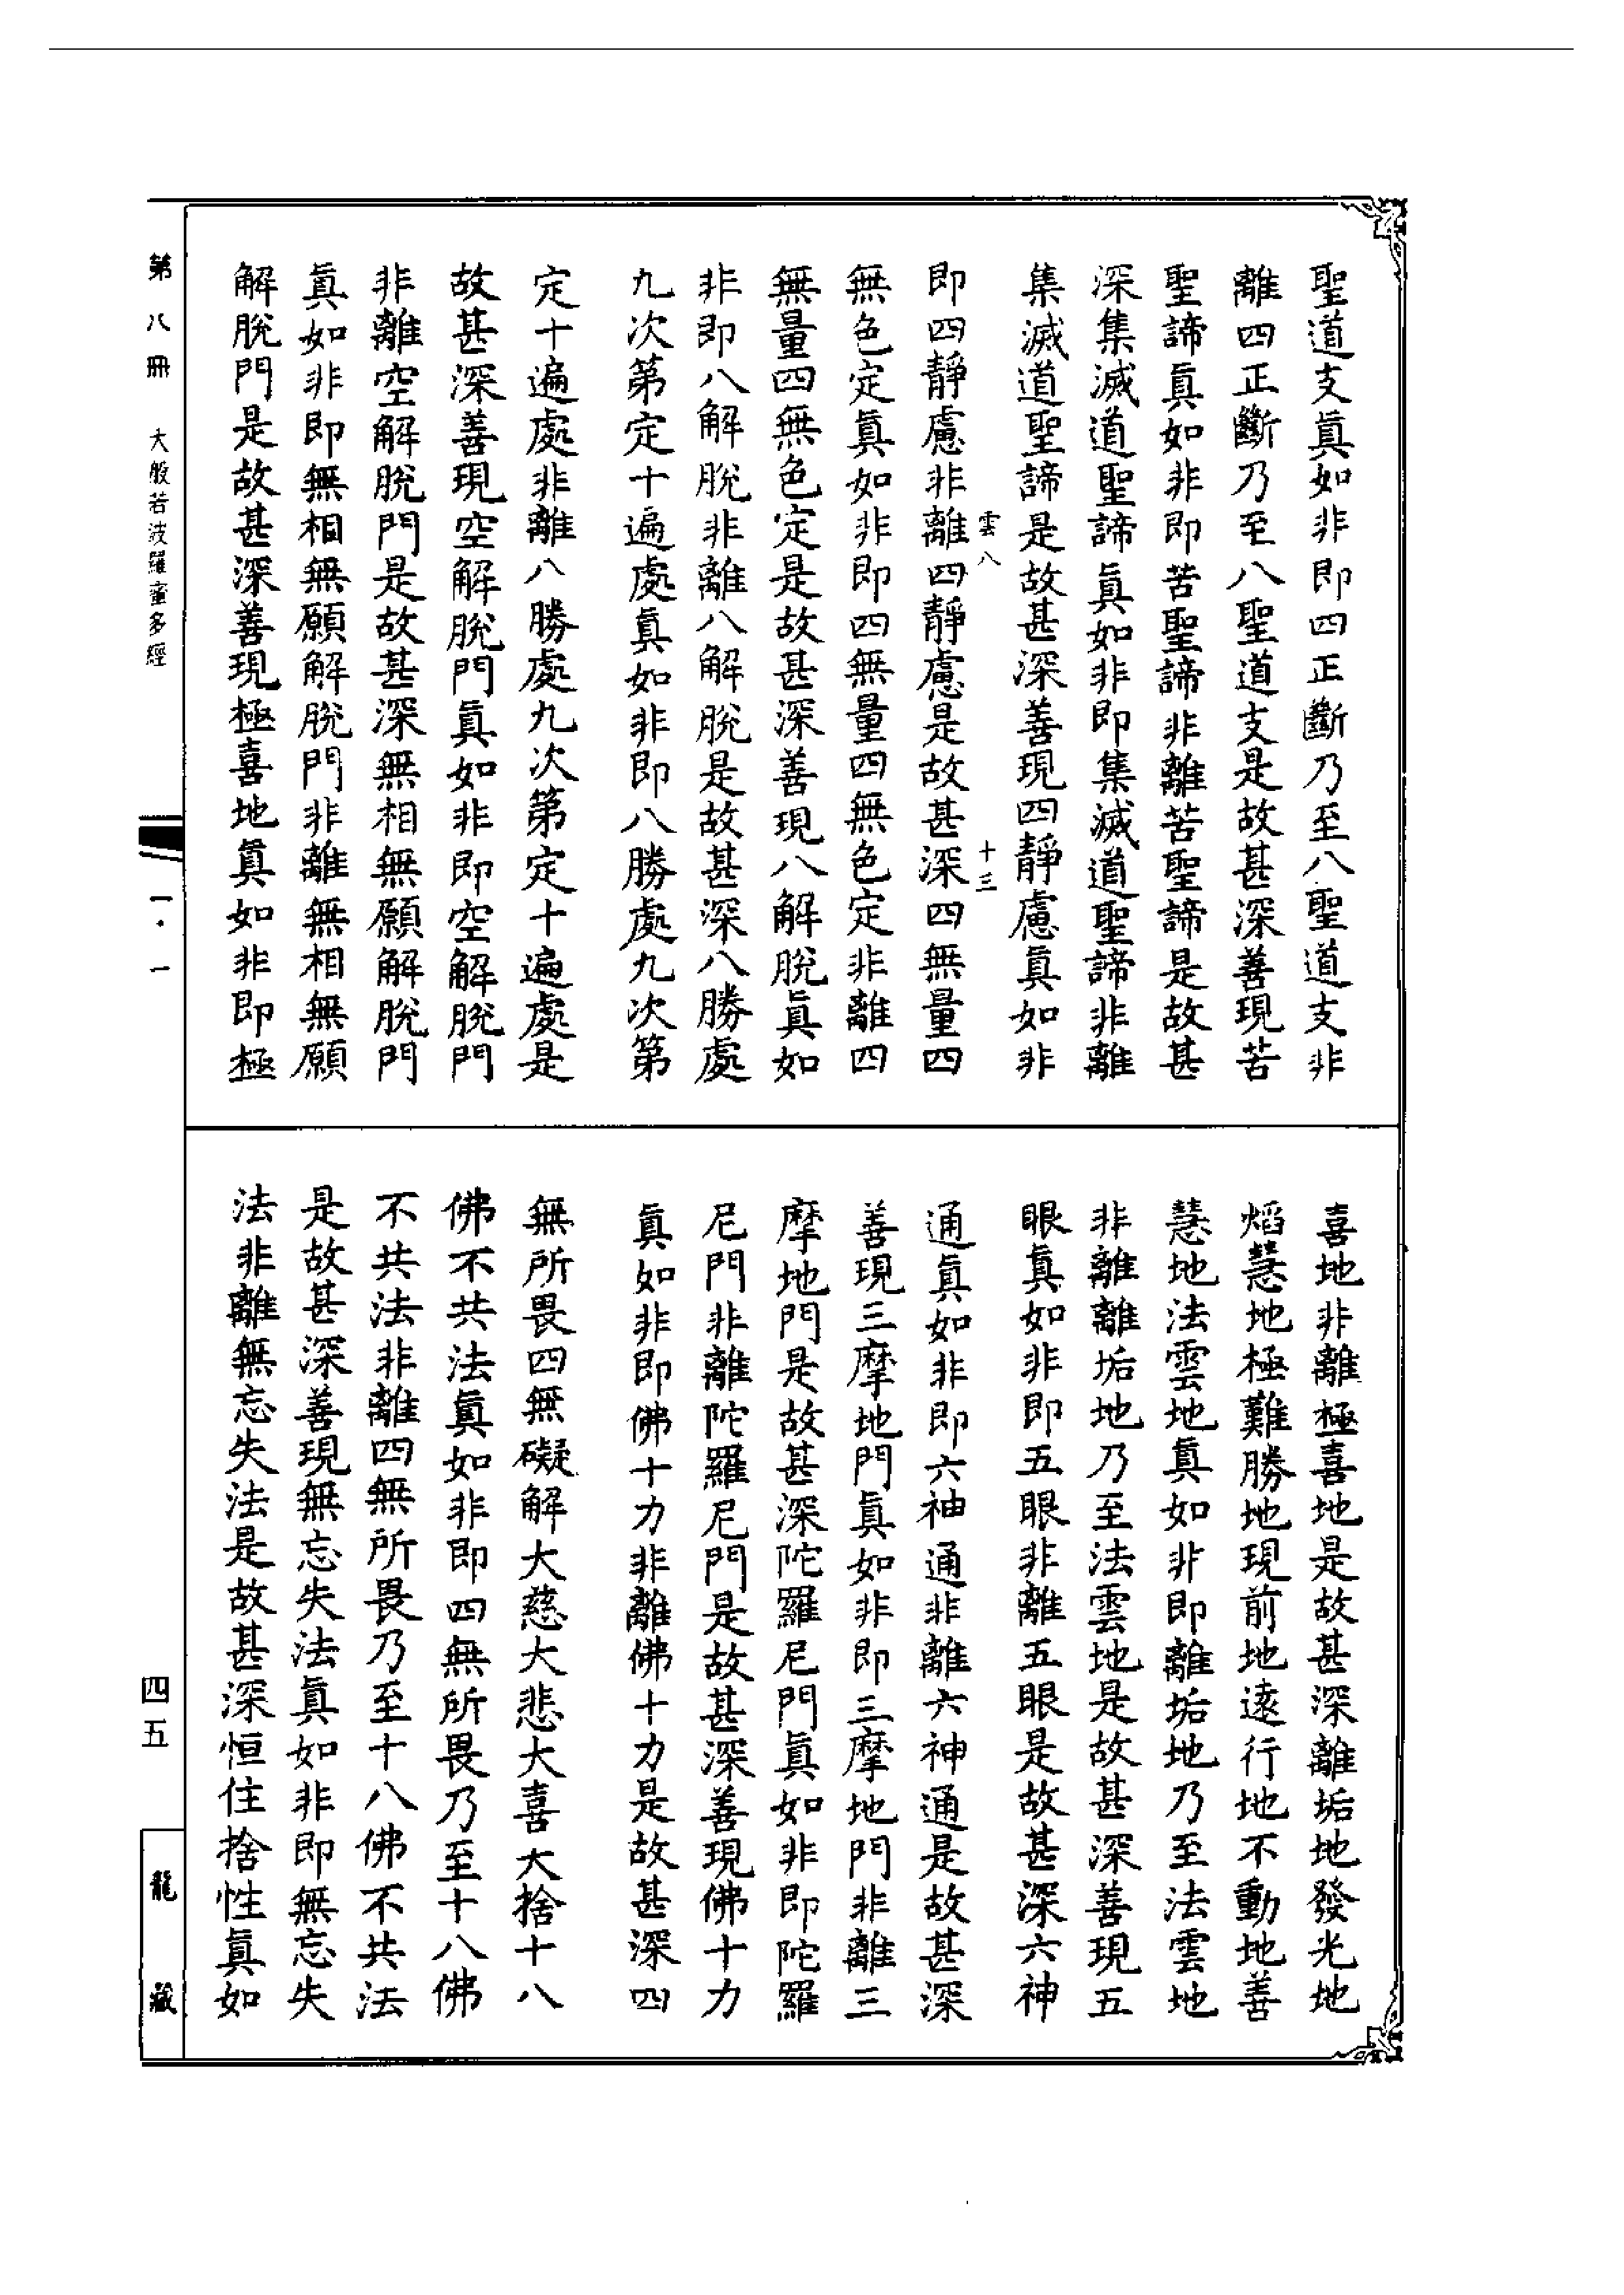 聖道支眞如非即四正斷乃至八聖道支非
離四正斷乃至八聖道支是故甚深善現苦
聖諦眞如非即苦聖諦非離苦聖諦是故甚
深集滅道聖諦眞如非即集滅道聖諦非離
集滅道聖諦是故甚深善現四靜慮眞如非
雲八 十三
即四靜慮非離四靜慮是故甚深四無量四
無色定眞如非即四無量四無色定非離四
無量四無色定是故甚深善現八解脫眞如
非即八解脫非離八解脫是故甚深八勝處
九次第定十遍處眞如非即八勝處九次第
定十遍處非離八勝處九次第定十遍處是
故甚深善現空解脫門眞如非即空解脫門
非離空解脫門是故甚深無相無願解脫門
眞如非即無相無願解脫門非離無相無願
解脫門是故甚深善現極喜地眞如非即極
喜地非離極喜地是故甚深離垢地發光地
焰慧地極難勝地現前地遠行地不動地善
慧地法雲地眞如非即離垢地乃至法雲地
非離離垢地乃至法雲地是故甚深善現五
眼眞如非即五眼非離五眼是故甚深六神
通眞如非即六神通非離六神通是故甚深
善現三摩地門眞如非即三摩地門非離三
摩地門是故甚深陀羅尼門眞如非即陀羅
尼門非離陀羅尼門是故甚深善現佛十力
眞如非即佛十力非離佛十力是故甚深四
無所畏四無礙解大慈大悲大喜大捨十八
佛不共法眞如非即四無所畏乃至十八佛
不共法非離四無所畏乃至十八佛不共法
是故甚深善現無忘失法眞如非即無忘失
法非離無忘失法是故甚深恒住捨性眞如
第八冊 大般若波羅蜜多經 一·一 四五 龍藏